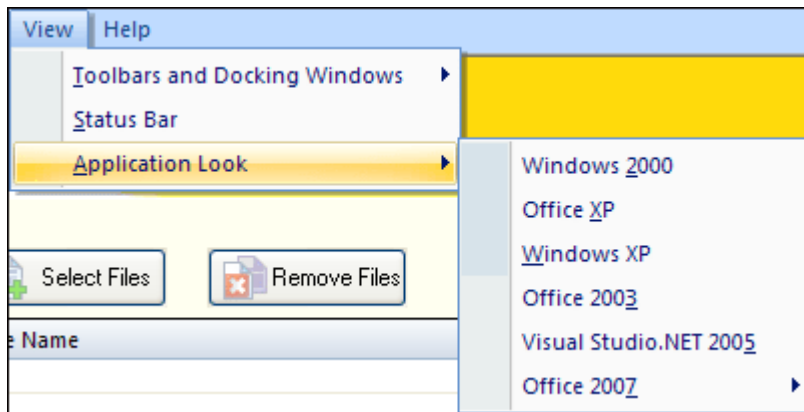 View Help
Toolbars and Docking Windows
Status Bar
Application Look
Windows 2000
Office XP
Windows XP
Office 2003
Visual Studio.NET 2005
Office 2007
Select Files Remove Files
Name